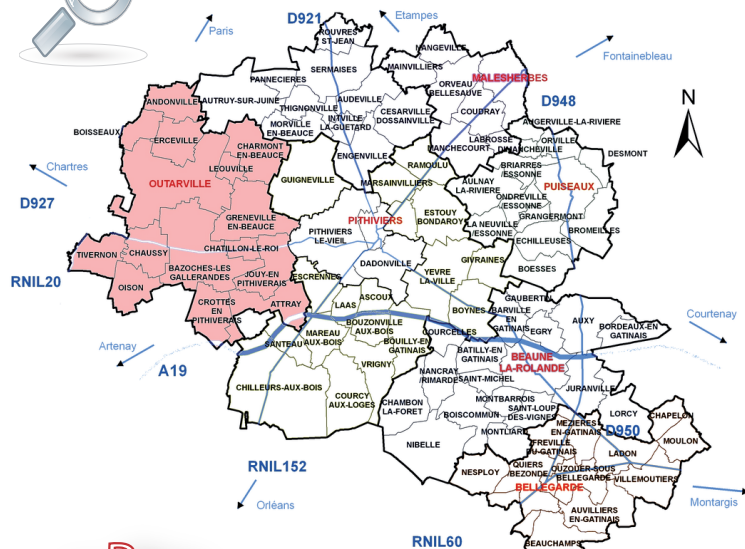 D921
Etampes
Paris
ROUVRES
ST-JEAN
NANGEVILLE
Fontainebleau
SERMAISES
MAINVILLIERS
PANNECIERES
MALESHERBES
ORVEAU
BELLESAUVE
D948
ANDONVILLE
AUTRUY-SUR-JUINE
AUDEVILLE
THIGNONVILLE
CESARVILLE
DOSSAINVILLE
COUDRAY
N
INTVILLE
LA-GUETARD
MORVILLE
EN-BEAUCE
AUGERVILLE-LA-RIVIERE
BOISSEAUX
ERCEVILLE
CHARMONT
EN-BEAUCE
LABROSSE
ORVILLE
MANCHECOURT
DIMANCHEVILLE
DESMONT
ENGENVILLE
LEOUVILLE
RAMOULU
BRIARRES
/ESSONNE
Chartres
OUTARVILLE
GUIGNEVILLE
MARSAINVILLIERS
AULNAY
LA-RIVIERE
PUISEAUX
ONDREVILLE
/ESSONNE
D927
GRENEVILLE
EN-BEAUCE
PITHIVIERS
ESTOUY
BONDAROY
GRANGERMONT
LA NEUVILLE
/ESSONNE
BROMEILLES
PITHIVIERS
LE-VIEIL
ECHILLEUSES
TIVERNON
CHAUSSY
CHATILLON-LE-ROI
DADONVILLE
GIVRAINES
BOESSES
RNIL20
BAZOCHES-LES
GALLERANDES
JOUY-EN
PITHIVERAIS
ESCRENNES
YEVRE
LA-VILLE
OISON
ASCOUX
GAUBERTIN
CROTTES
EN
PITHIVERAIS
ATTRAY
LAAS
BOYNES
BARVILLE
EN
GATINAIS
AUXY
Courtenay
BOUZONVILLE
AUX-BOIS
COURCELLES
EGRY
BORDEAUX-EN
GATINAIS
Artenay
SANTEAU
MAREAU
AUX-BOIS
BOUILLY-EN
GATINAIS
BATILLY-EN
GATINAIS
BEAUNE
LA-ROLANDE
A19
VRIGNY
NANCRAY
/RIMARDE
SAINT-MICHEL
CHILLEURS-AUX-BOIS
COURCY
AUX-LOGES
JURANVILLE
CHAMBON
LA-FORET
MONTBARROIS
BOISCOMMUN
SAINT-LOUP
DES-VIGNES
LORCY
CHAPELON
MEZIERES
EN-GATINAIS
D950
MONTLIARD
NIBELLE
FREVILLE
DU-GATINAIS
MOULON
LADON
RNIL152
NESPLOY
QUIERS
/BEZONDE
OUZOUER-SOUS
BELLEGARDE
VILLEMOUTIERS
BELLEGARDE
Orléans
Montargis
AUVILLIERS
EN-GATINAIS
RNIL60
BEAUCHAMPS